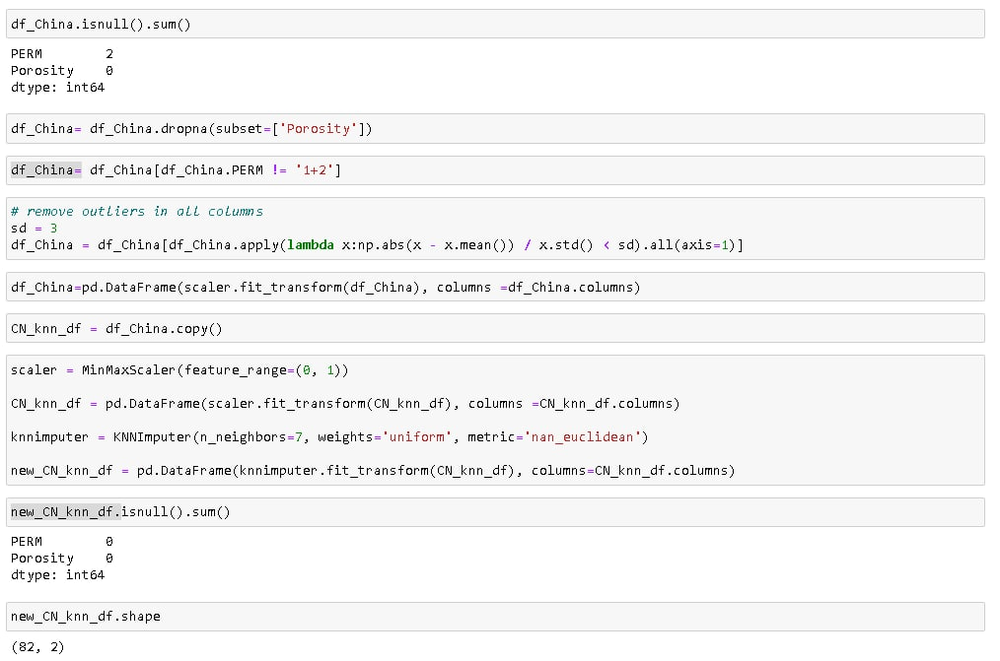 df_China.isnull().sum()
PERM        2
Porosity    0
dtype: int64
df_China= df_China.dropna(subset=['Porosity'])
df_China= df_China[df_China.PERM != '1+2']
# remove outliers in all columns
sd = 3
df_China = df_China[df_China.apply(lambda x:np.abs(x - x.mean()) / x.std() < sd).all(axis=1)]
df_China=pd.DataFrame(scaler.fit_transform(df_China), columns =df_China.columns)
CN_knn_df = df_China.copy()
scaler = MinMaxScaler(feature_range=(0, 1))
CN_knn_df = pd.DataFrame(scaler.fit_transform(CN_knn_df), columns =CN_knn_df.columns)
knnimputer = KNNImputer(n_neighbors=7, weights='uniform', metric='nan_euclidean')
new_CN_knn_df = pd.DataFrame(knnimputer.fit_transform(CN_knn_df), columns=CN_knn_df.columns)
new_CN_knn_df.isnull().sum()
PERM        0
Porosity    0
dtype: int64
new_CN_knn_df.shape
(82, 2)